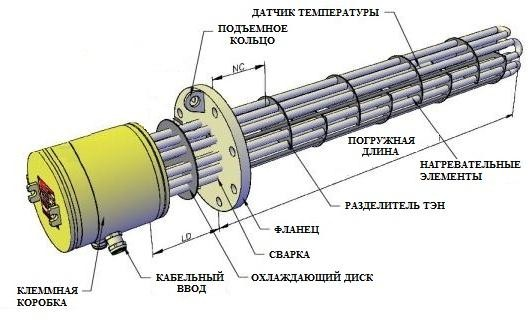 ДАТЧИК ТЕМПЕРАТУРЫ
ПОДЪЕМНОЕ
КОЛЬЦО
NC
ПОГРУЖНАЯ
ДЛИНА
НАГРЕВАТЕЛЬНЫЕ
ЭЛЕМЕНТЫ
РАЗДЕЛИТЕЛЬ ТЭН
ФЛАНЕЦ
LD
СВАРКА
ОХЛАЖДАЮЩИЙ ДИСК
КАБЕЛЬНЫЙ
ВВОД
КЛЕММНАЯ
КОРОБКА